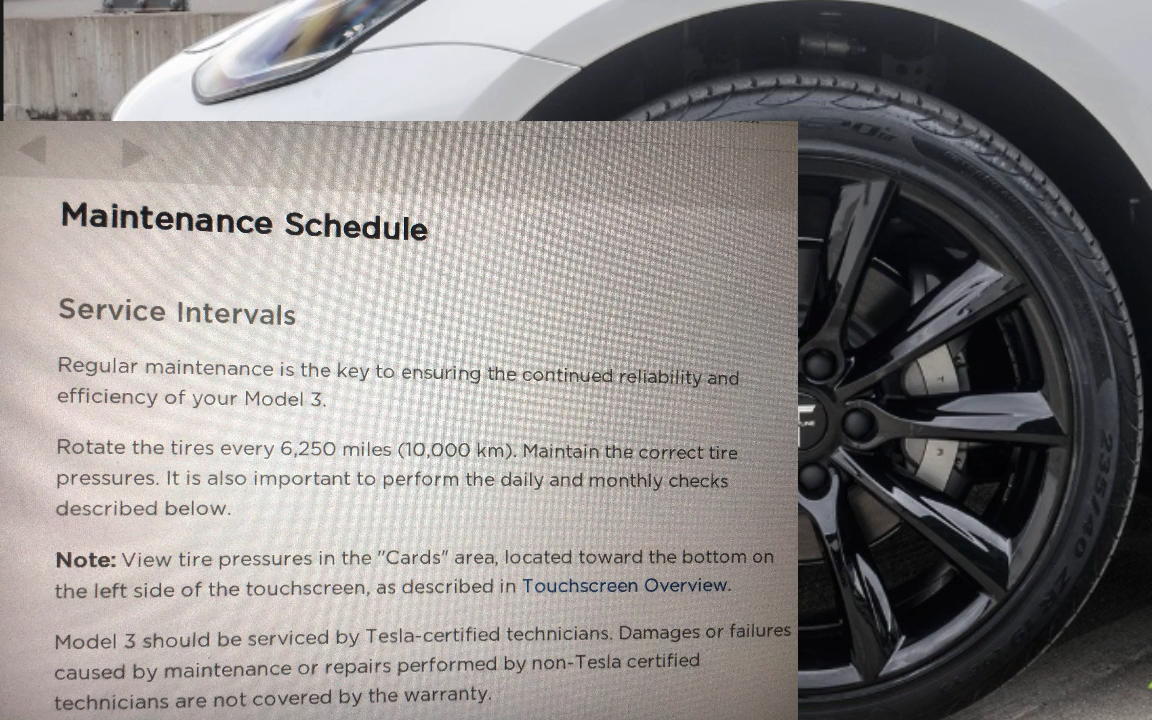 Maintenance Schedule
Service Intervals
Regular maintenance is the key to ensuring the continued reliability and
efficiency of your Model 3.
Rotate the tires every 6,250 miles (10,000 km). Maintain the correct tire
pressures. It is also important to perform the daily and monthly checks
described below.
Note: View tire pressures in the "Cards" area, located toward the bottom on
the left side of the touchscreen, as described in Touchscreen Overview.
Model 3 should be serviced by Tesla-certified technicians. Damages or failures
caused by maintenance or repairs performed by non-Tesla certified
technicians are not covered by the warranty.
235/40